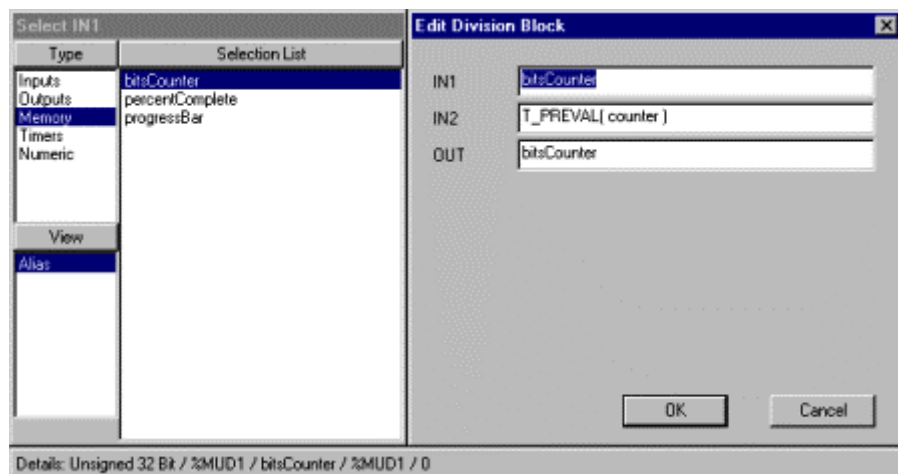 Select IN1
Type
Selection List
Inputs
Outputs
Memory
Timers
Numeric
View
Alias
bitsCounter
percentComplete
progressBar
Edit Division Block
IN1
bitsCounter
IN2
T_PREVAL( counter )
OUT
bitsCounter
OK
Cancel
Details: Unsigned 32 Bit / %MUD1 / bitsCounter / %MUD1 / 0